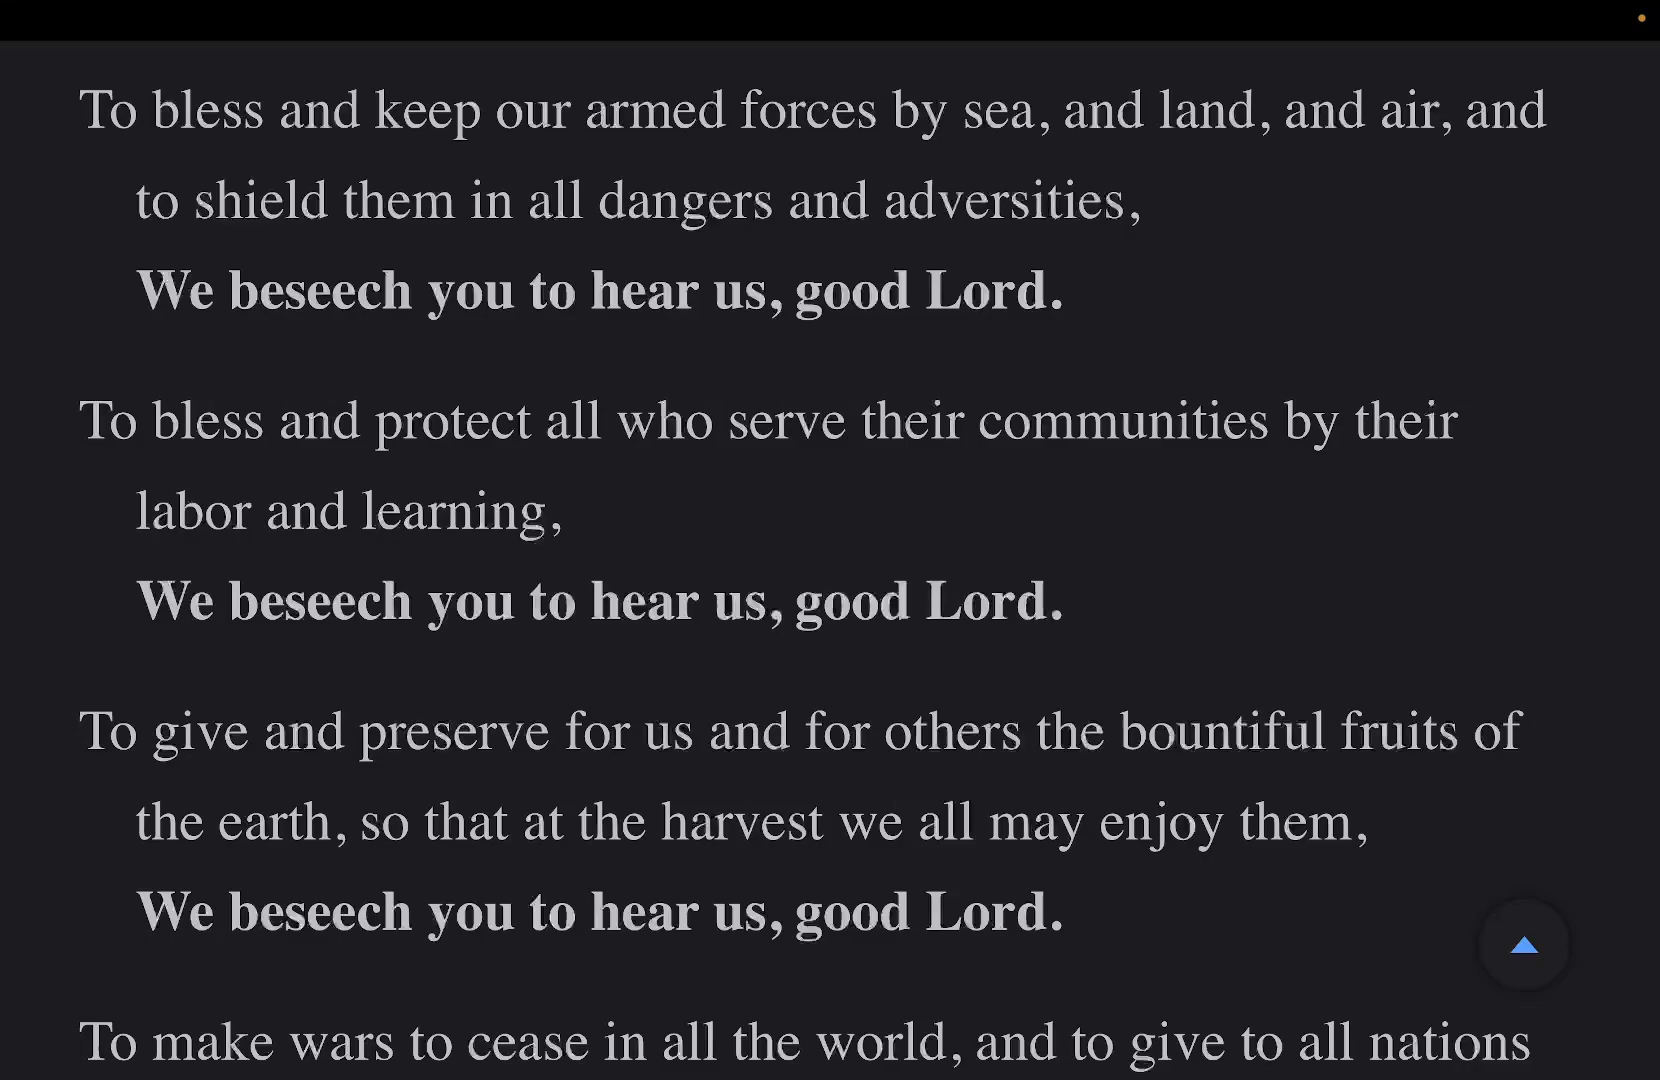 To bless and keep our armed forces by sea, and land, and air, and
to shield them in all dangers and adversities,
We beseech you to hear us, good Lord.
To bless and protect all who serve their communities by their
labor and learning,
We beseech you to hear us, good Lord.
To give and preserve for us and for others the bountiful fruits of
the earth, so that at the harvest we all may enjoy them,
We beseech you to hear us, good Lord.
To make wars to cease in all the world, and to give to all nations